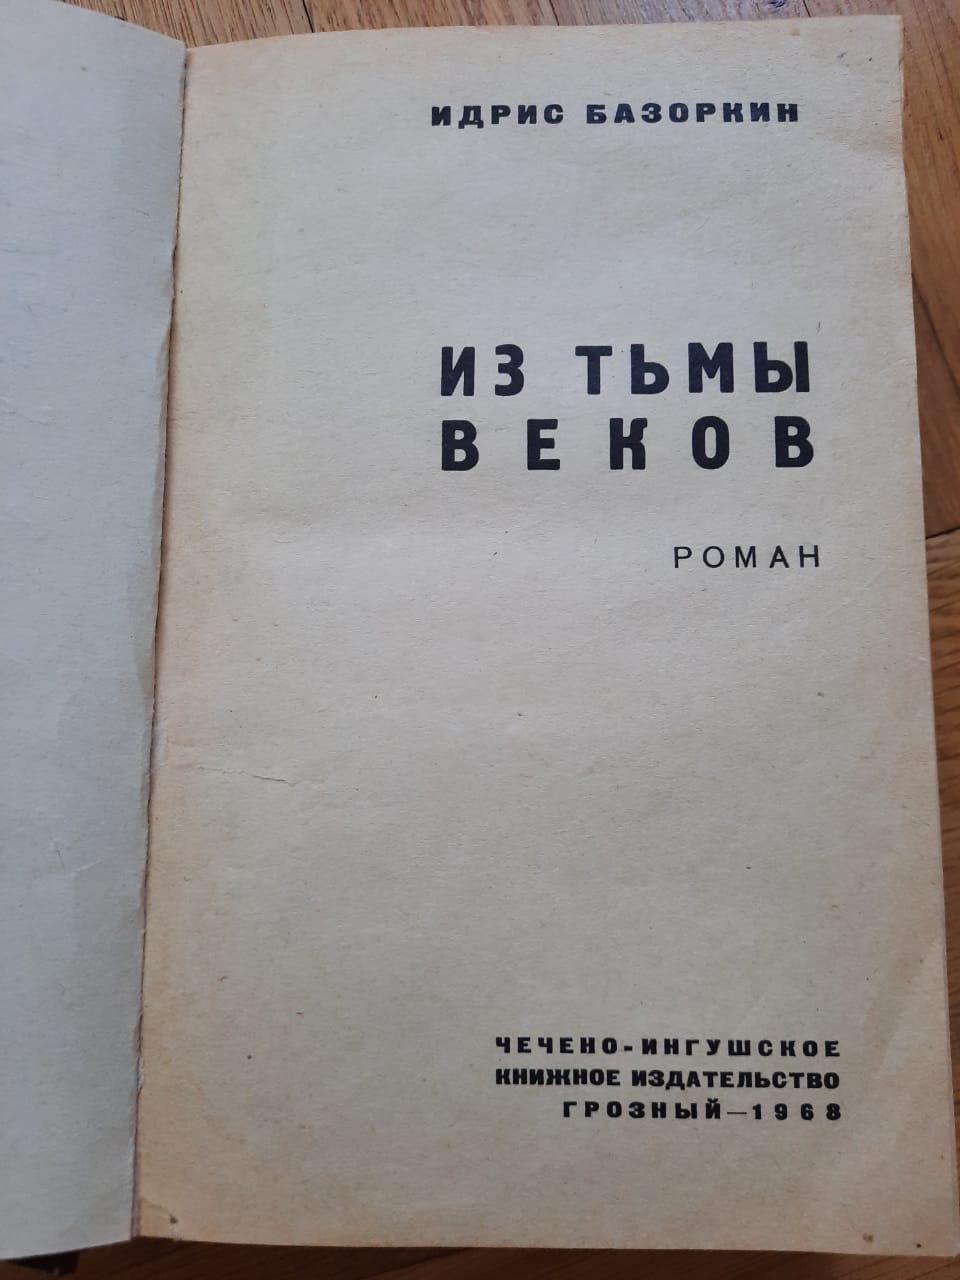 ИДРИС БАЗОРКИН
ИЗ ТЬМЫ
ВЕКОВ
РОМАН
ЧЕЧЕНО-ИНГУШСКОЕ
КНИЖНОЕ ИЗДАТЕЛЬСТВО
ГРОЗНЫЙ—1968